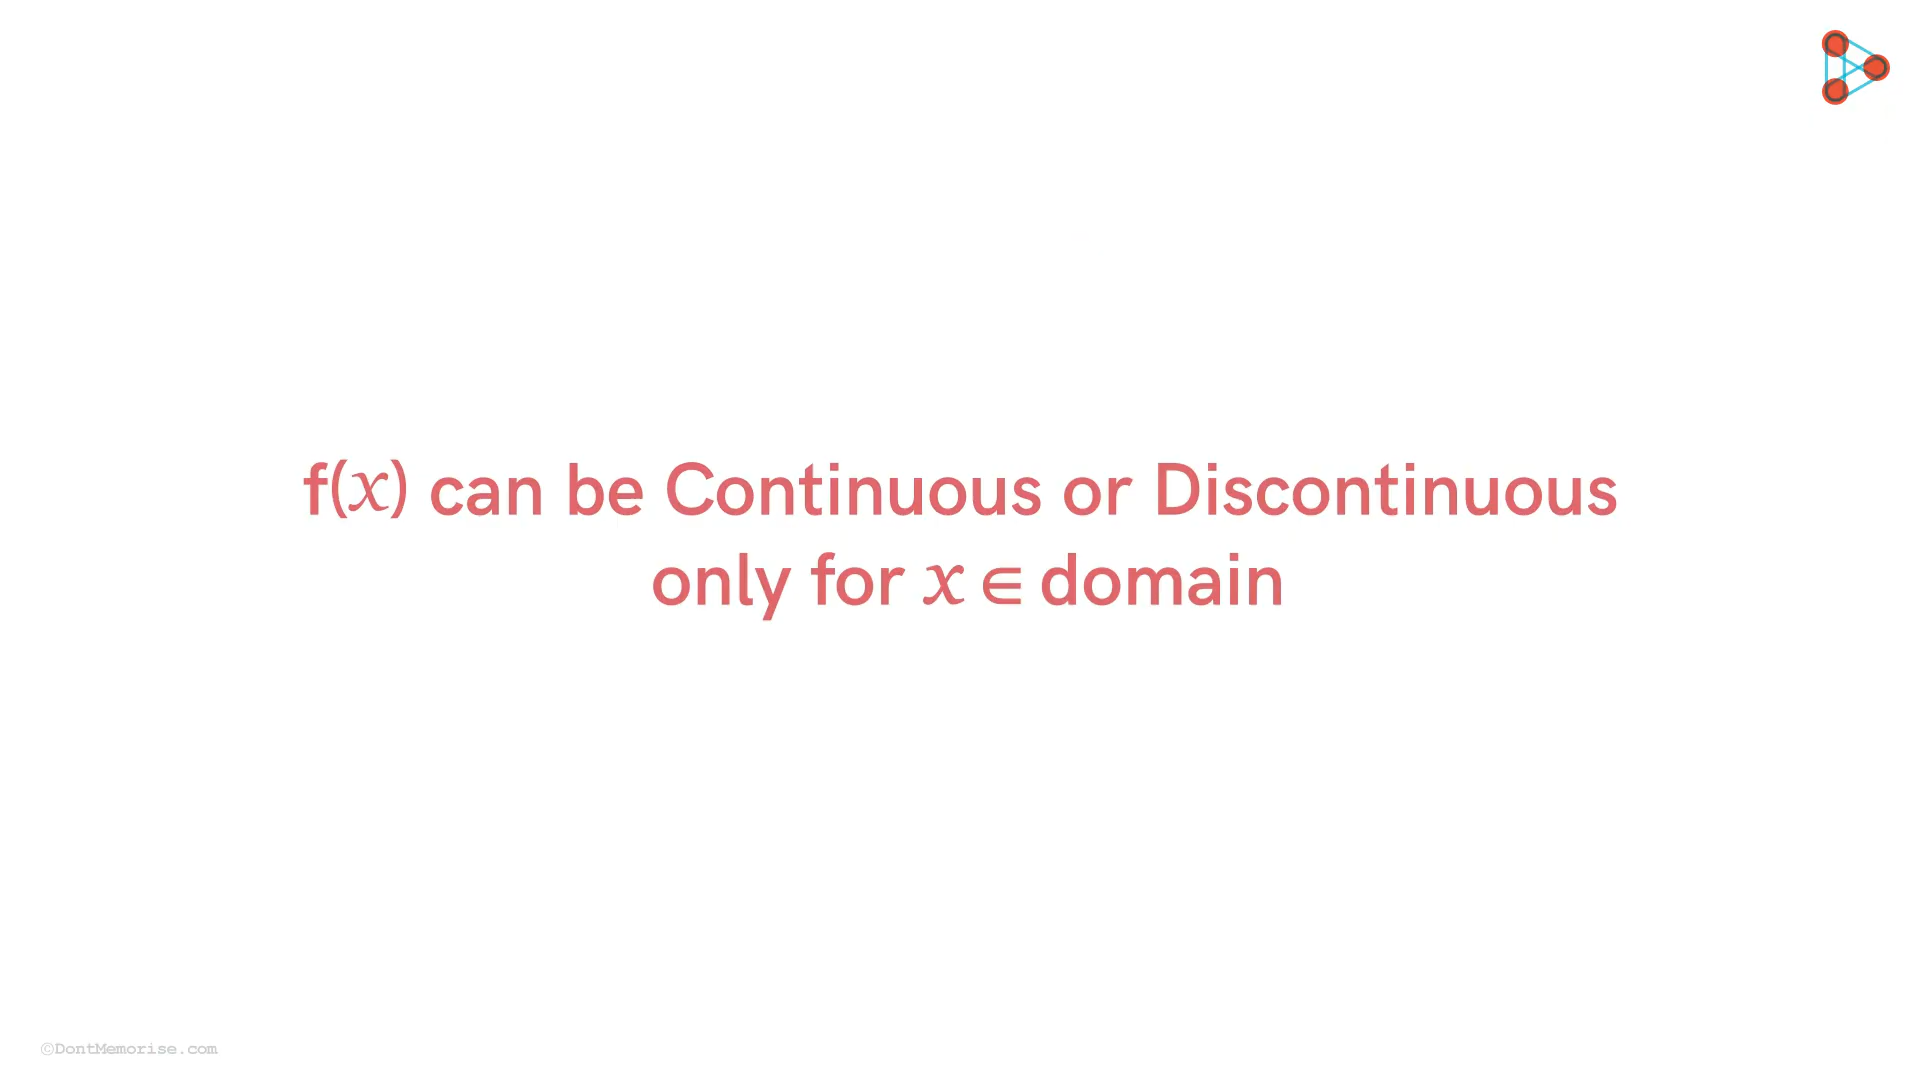 f(x) can be Continuous or Discontinuous
only for x ∈ domain
©DontMemorise.com